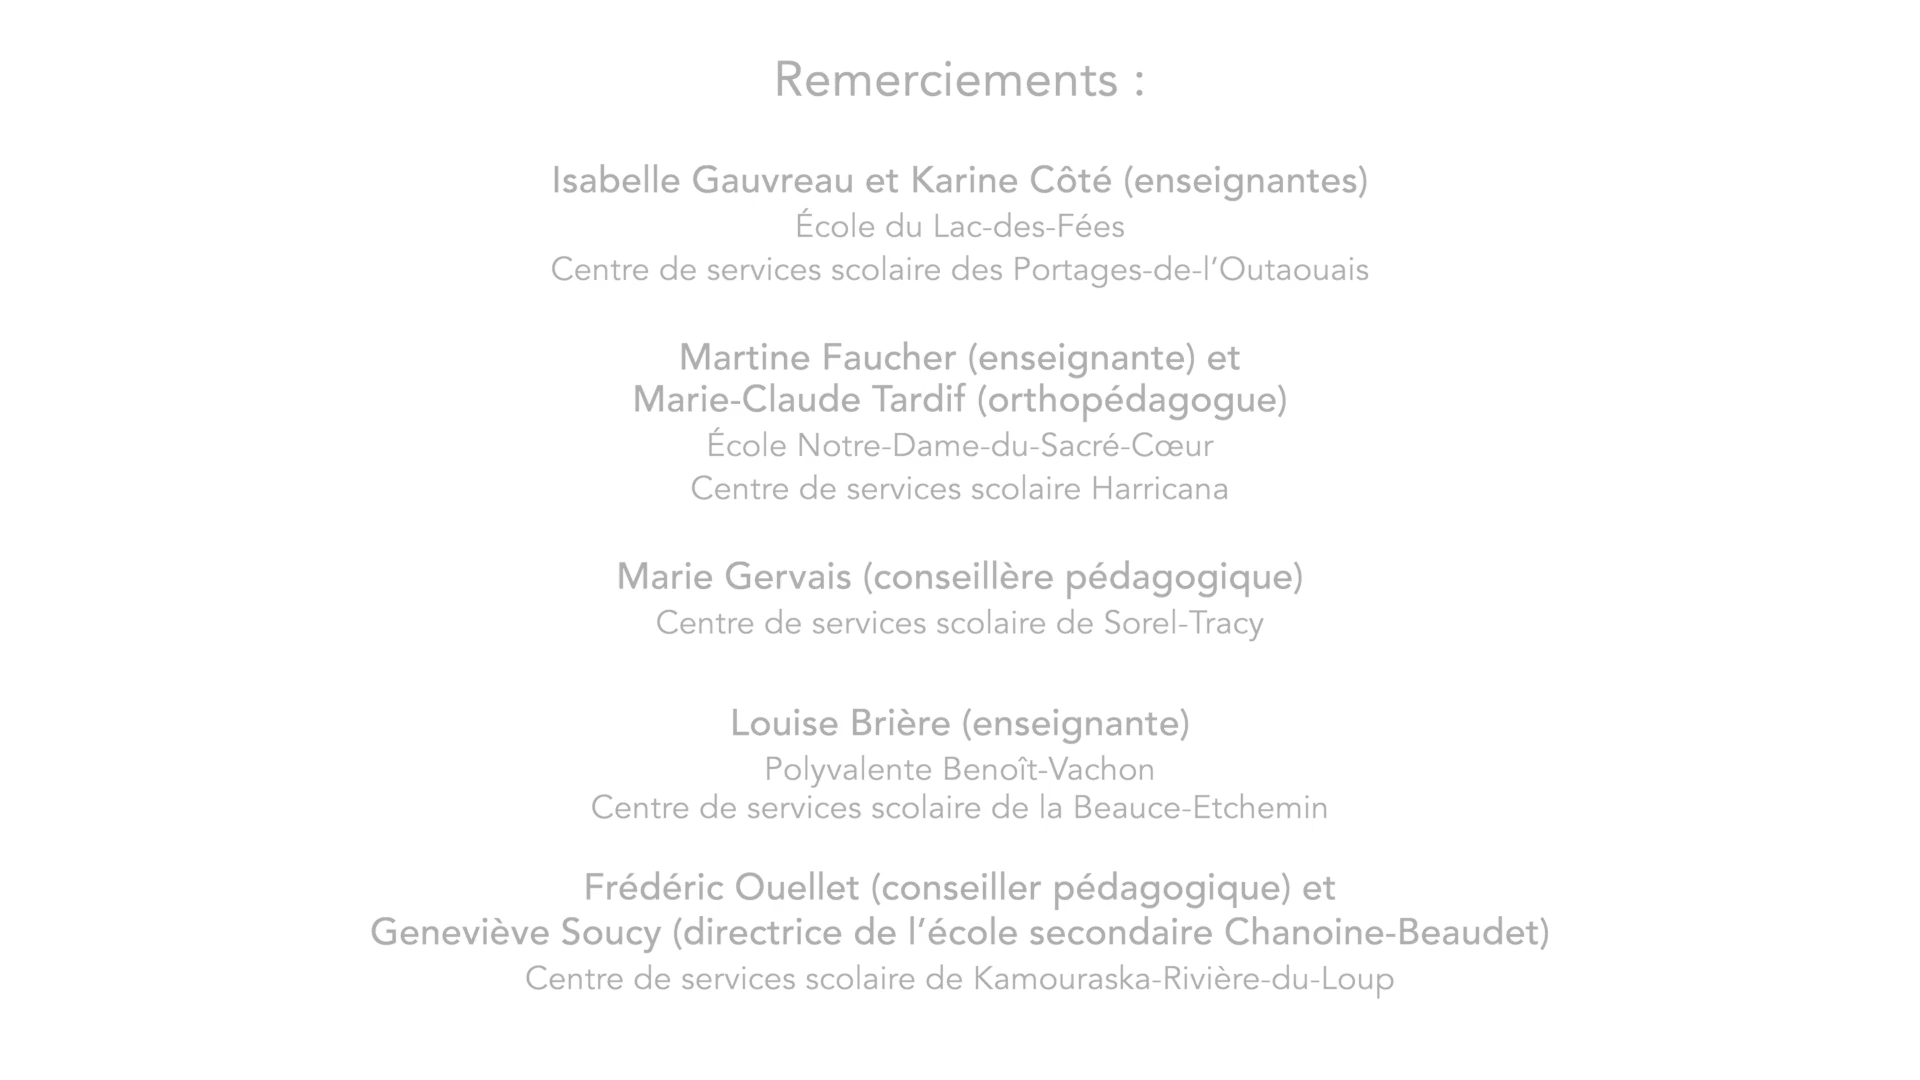 Remerciements :
Isabelle Gauvreau et Karine Côté (enseignantes)
École du Lac-des-Fées
Centre de services scolaire des Portages-de-l’Outaouais
Martine Faucher (enseignante) et
Marie-Claude Tardif (orthopédagogue)
École Notre-Dame-du-Sacré-Cœur
Centre de services scolaire Harricana
Marie Gervais (conseillère pédagogique)
Centre de services scolaire de Sorel-Tracy
Louise Brière (enseignante)
Polyvalente Benoît-Vachon
Centre de services scolaire de la Beauce-Etchemin
Frédéric Ouellet (conseiller pédagogique) et
Geneviève Soucy (directrice de l’école secondaire Chanoine-Beaudet)
Centre de services scolaire de Kamouraska-Rivière-du-Loup